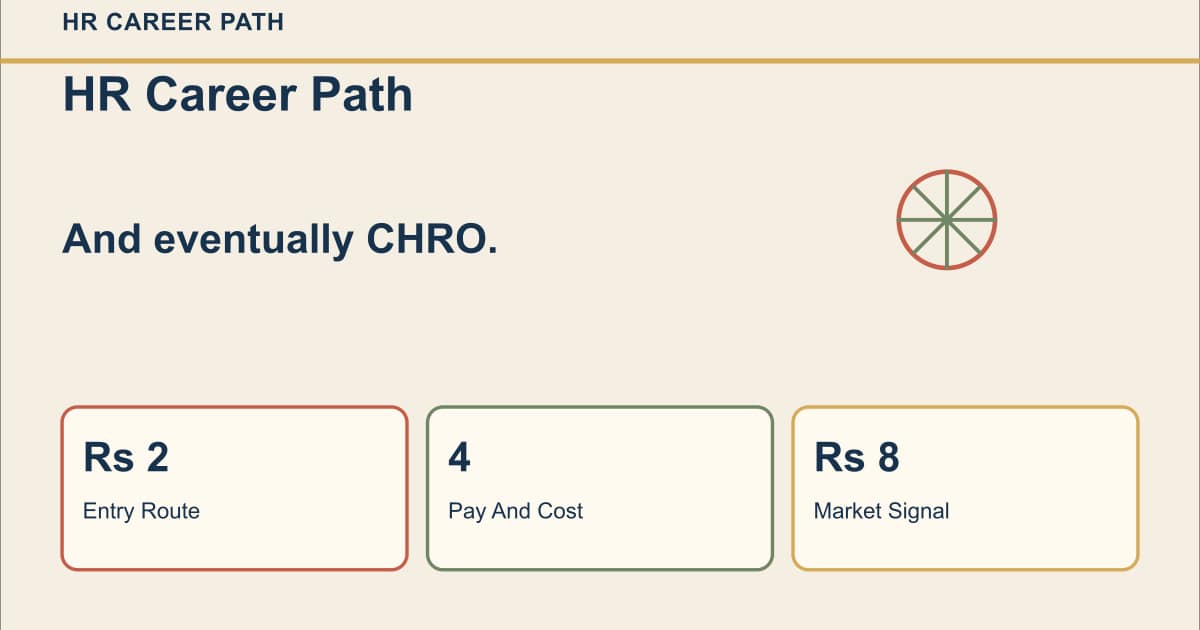 HR CAREER PATH
HR Career Path
And eventually CHRO.
Rs 2
Entry Route
4
Pay And Cost
Rs 8
Market Signal